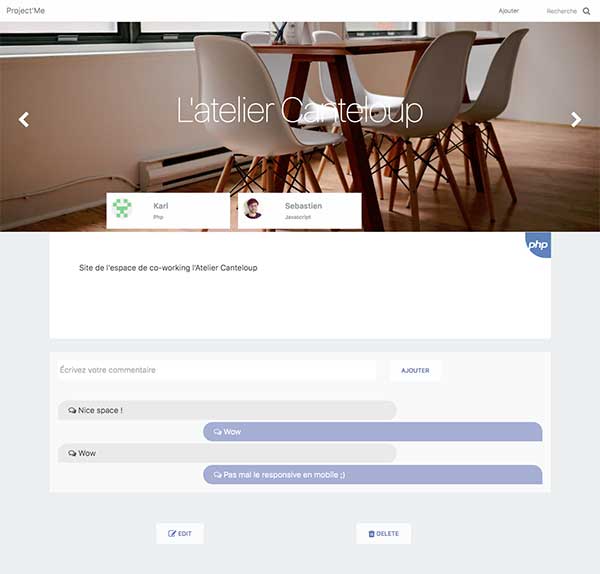 Project'Me
Ajouter
Recherche
L'atelier Canteloup
Karl
Php
Sebastien
Javascript
php
Site de l'espace de co-working l'Atelier Canteloup
Écrivez votre commentaire
AJOUTER
Nice space !
Wow
Wow
Pas mal le responsive en mobile ;)
EDIT
DELETE